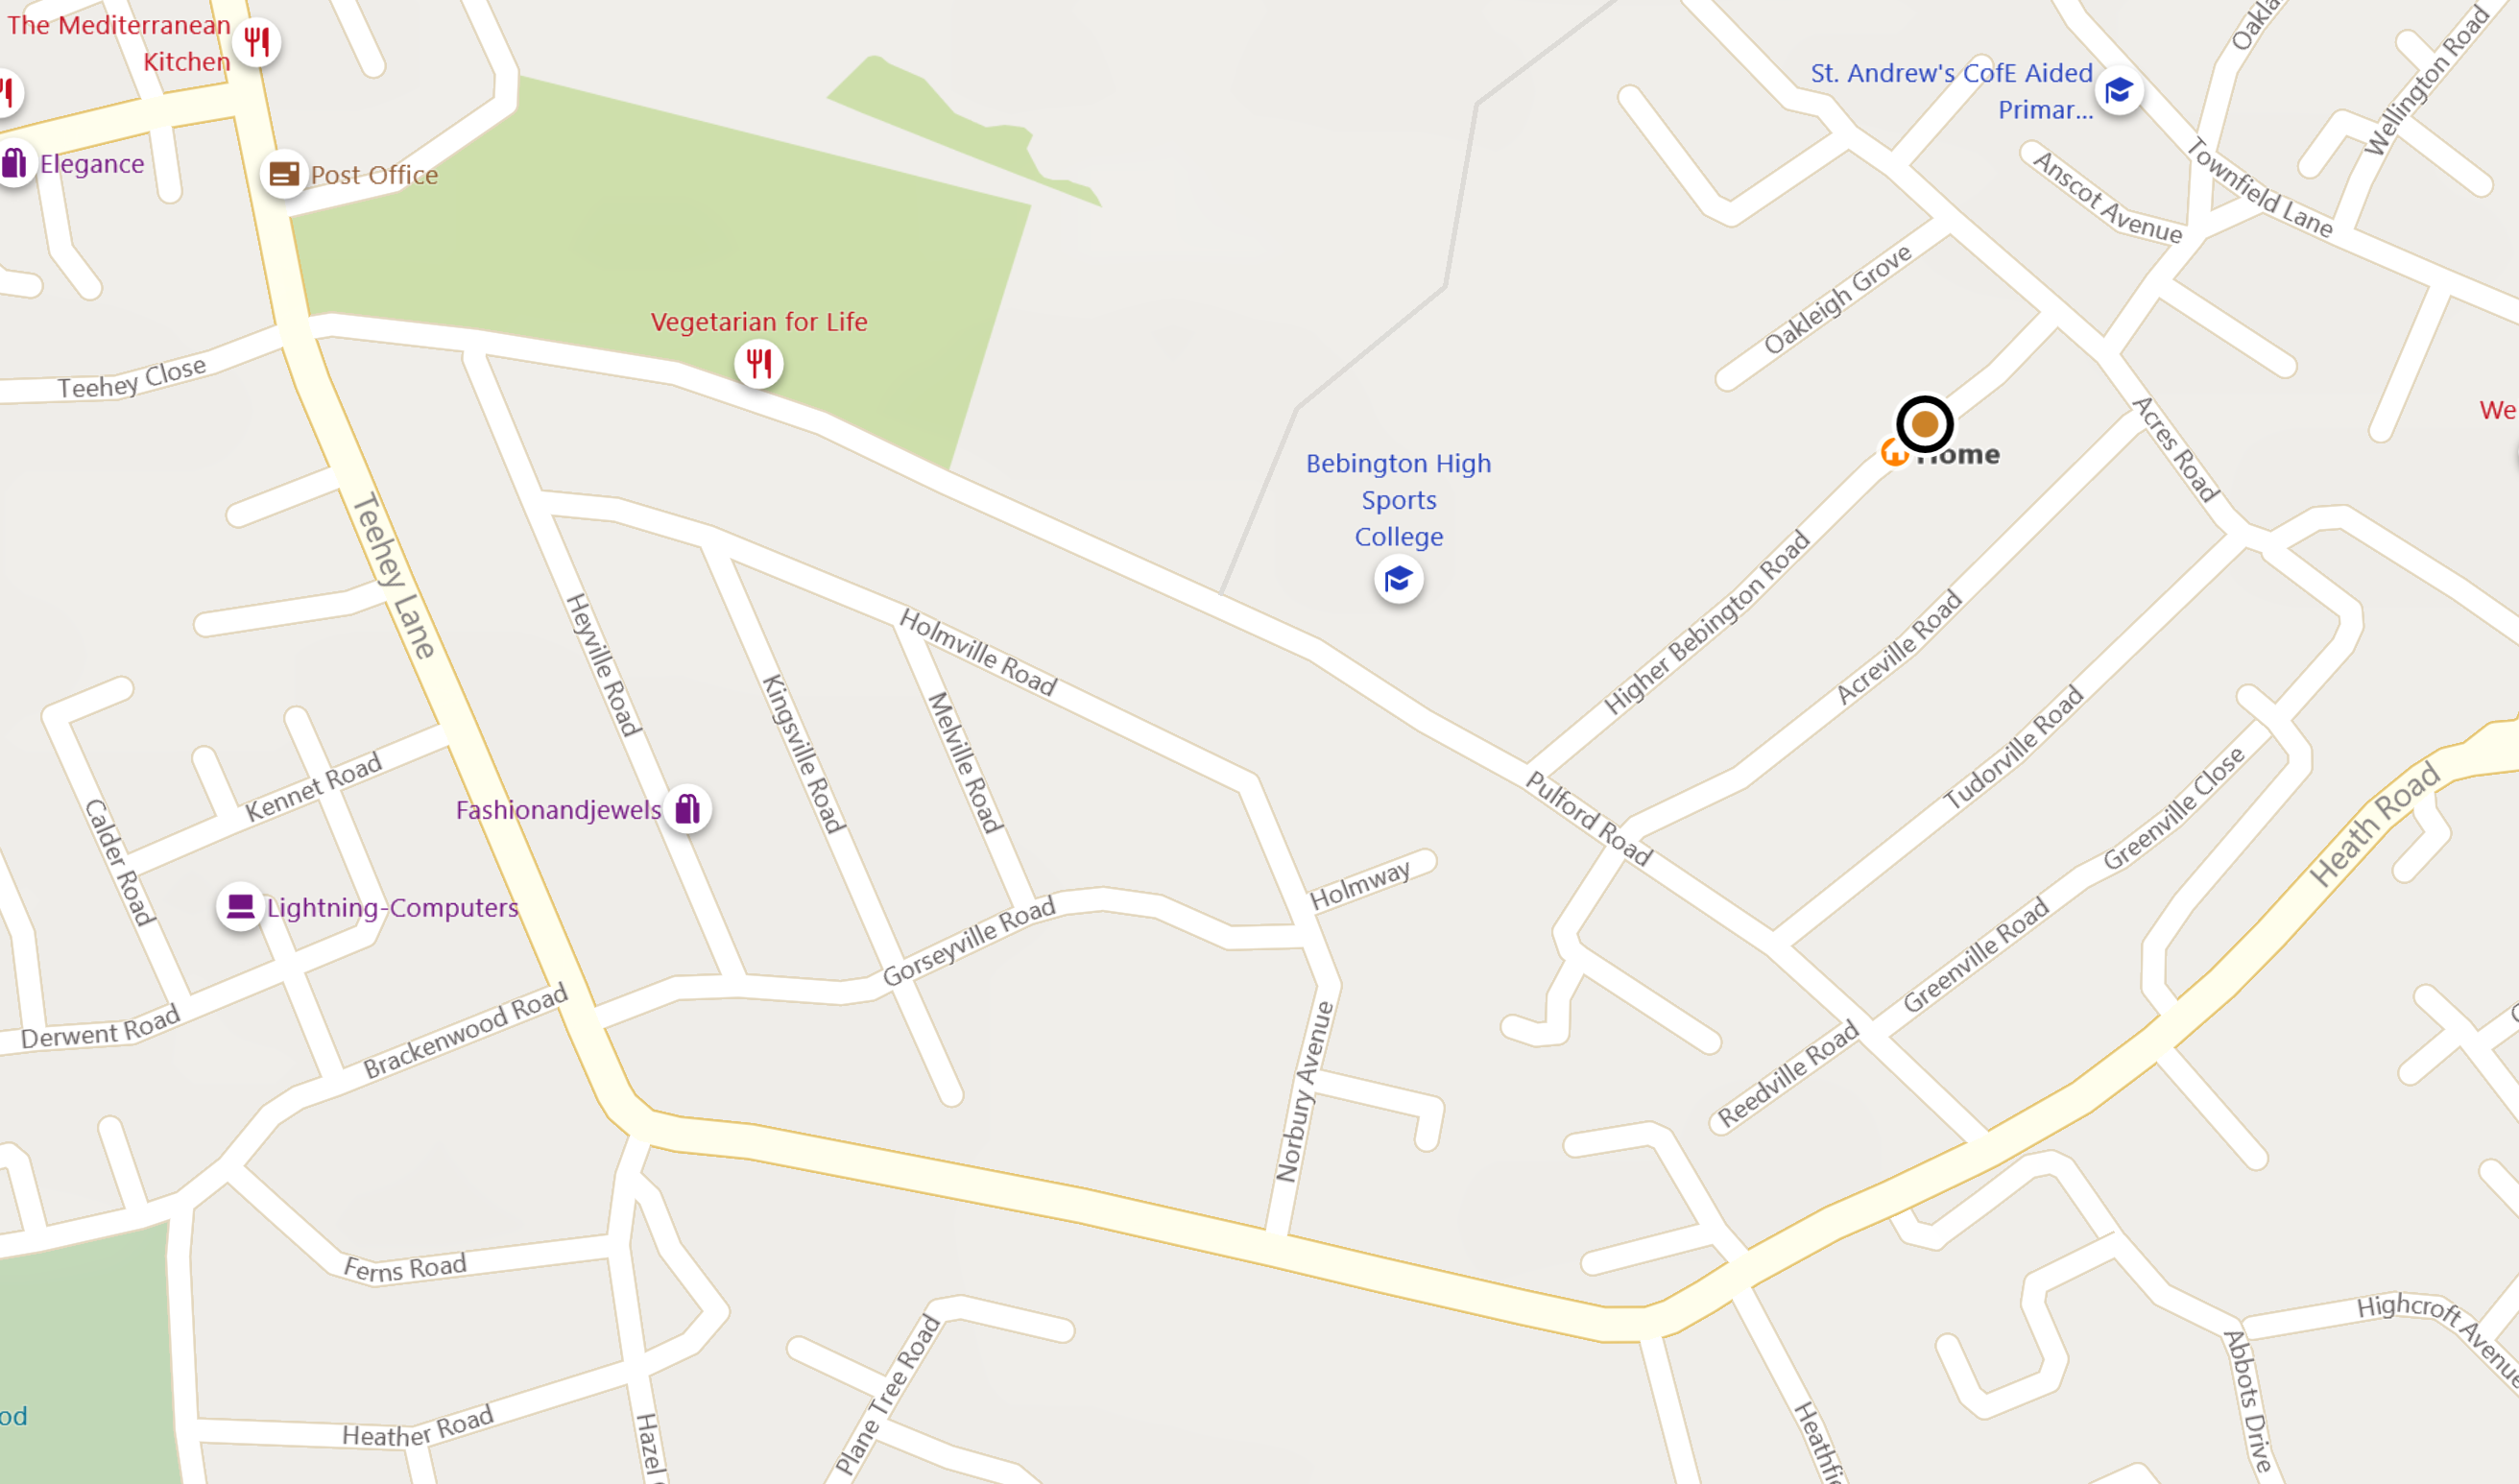 The Mediterranean
Kitchen
St. Andrew's CofE Aided
Primar...
Wellington Road
Townfield Lane
Elegance
Post Office
Anscot Avenue
Oakleigh Grove
Vegetarian for Life
Teehey Close
Acres Road
We
Home
Bebington High
Sports
College
Teehey Lane
Higher Bebington Road
Heyville Road
Holmville Road
Acreville Road
Kingsville Road
Melville Road
Tudorville Road
Kennet Road
Pulford Road
Greenville Close
Heath Road
Fashionandjewels
Calder Road
Holmway
Lightning-Computers
Gorseyville Road
Greenville Road
Derwent Road
Brackenwood Road
Reedville Road
Norbury Avenue
Ferns Road
Highcroft Avenue
Plane Tree Road
Abbots Drive
od
Heather Road
Hazel